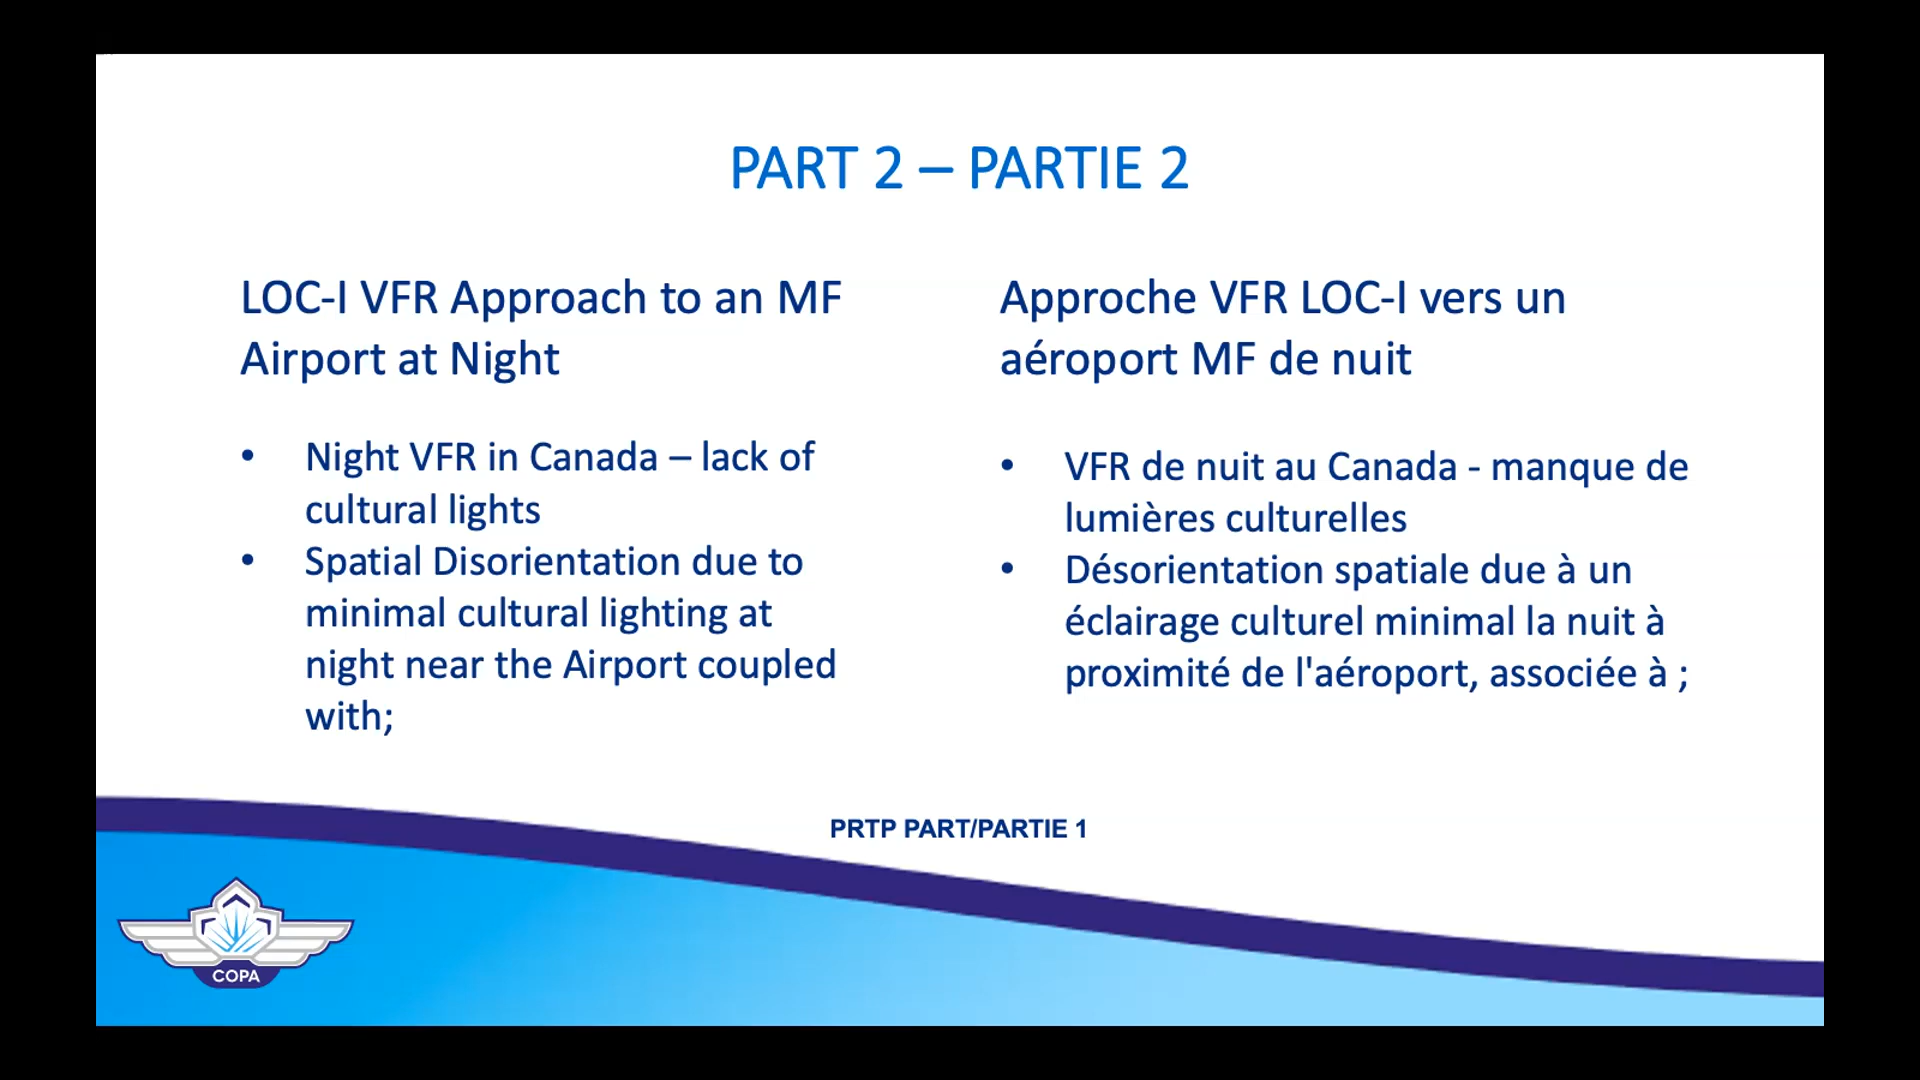 PART 2 – PARTIE 2
LOC-I VFR Approach to an MF
Airport at Night
• Night VFR in Canada – lack of
cultural lights
• Spatial Disorientation due to
minimal cultural lighting at
night near the Airport coupled
with;
Approche VFR LOC-I vers un
aéroport MF de nuit
• VFR de nuit au Canada - manque de
lumières culturelles
• Désorientation spatiale due à un
éclairage culturel minimal la nuit à
proximité de l'aéroport, associée à ;
PRTP PART/PARTIE 1
COPA